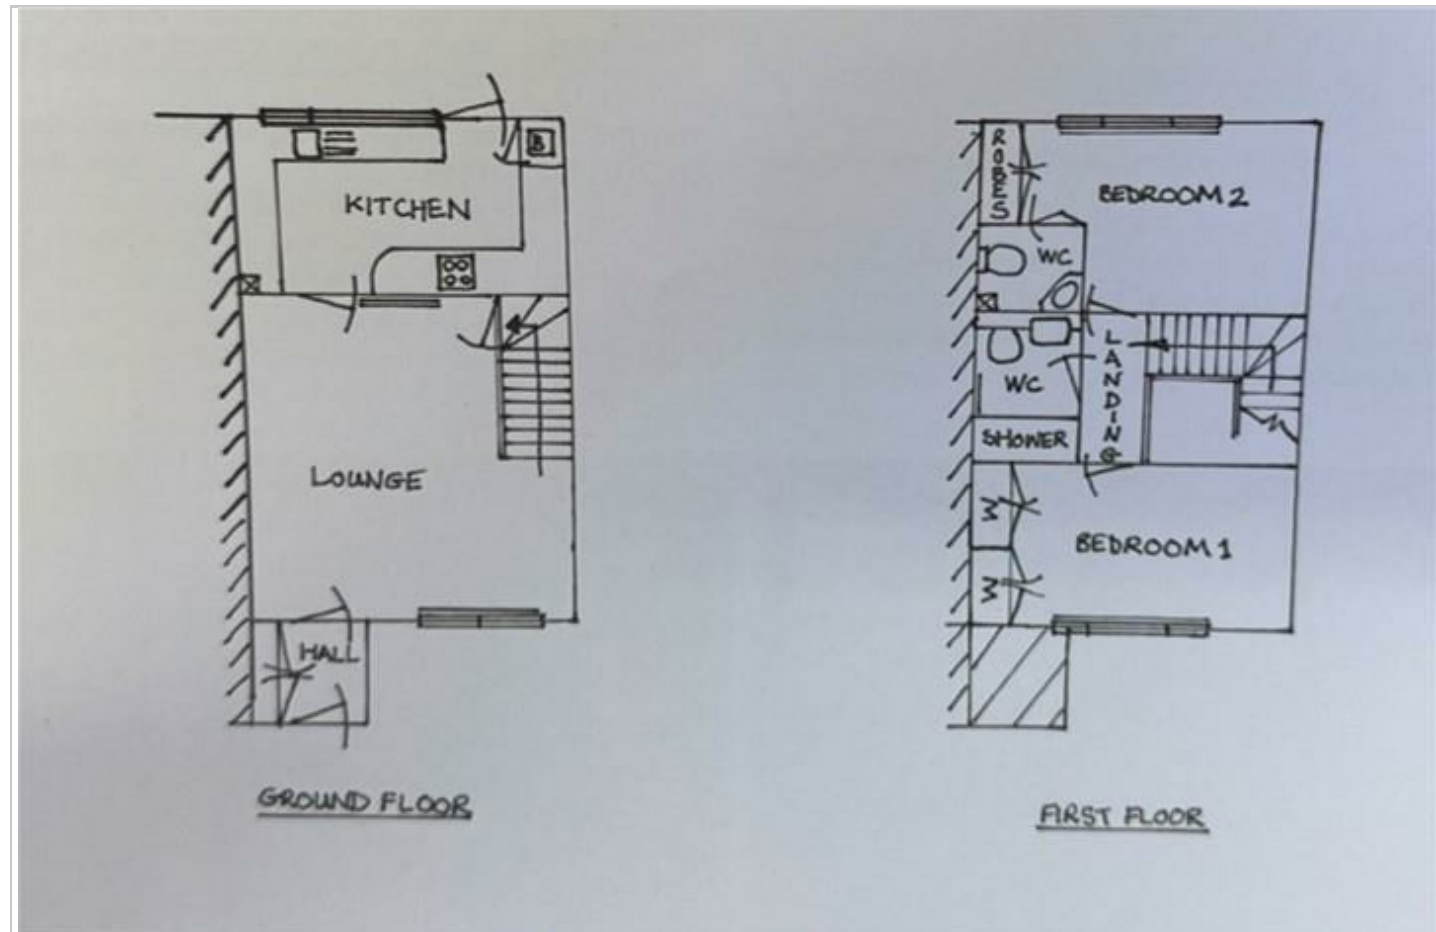 KITCHEN
B
LOUNGE
HALL
GROUND FLOOR
ROBES
BEDROOM 2
WC
LANDING
WC
SHOWER
W
BEDROOM 1
W
FIRST FLOOR